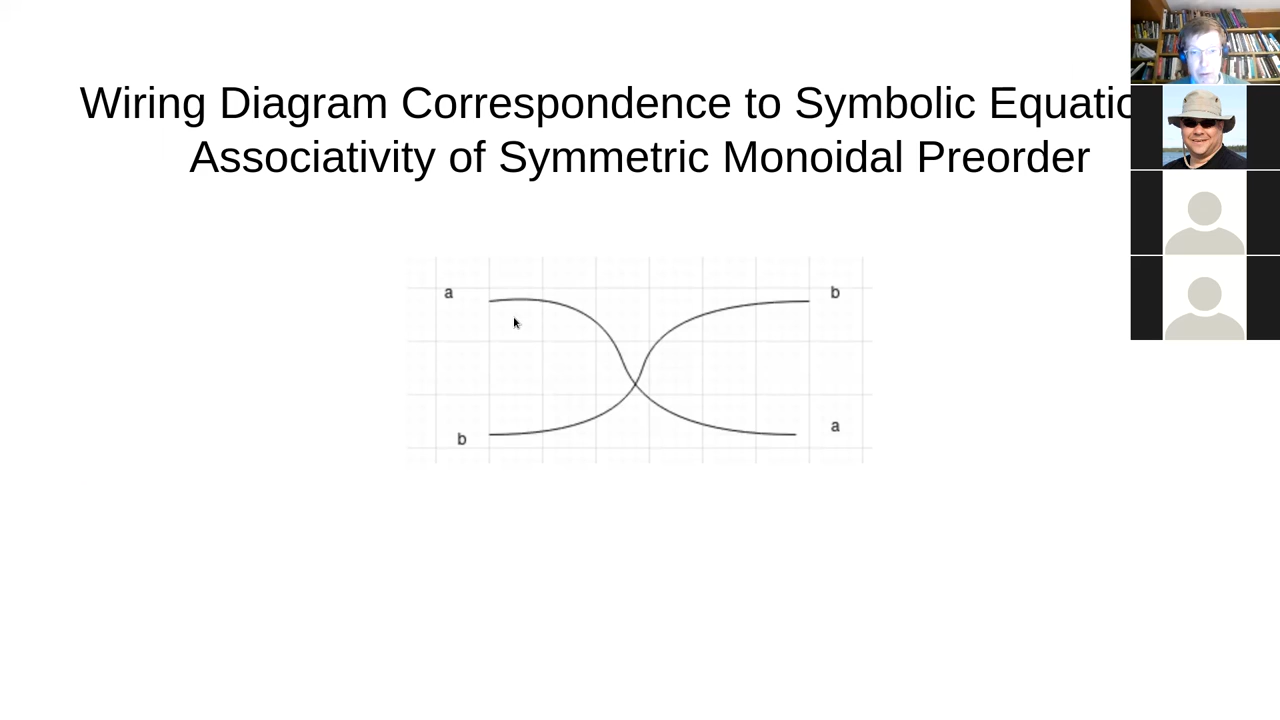 Wiring Diagram Correspondence to Symbolic Equatio
Associativity of Symmetric Monoidal Preorder
a
b
b
a